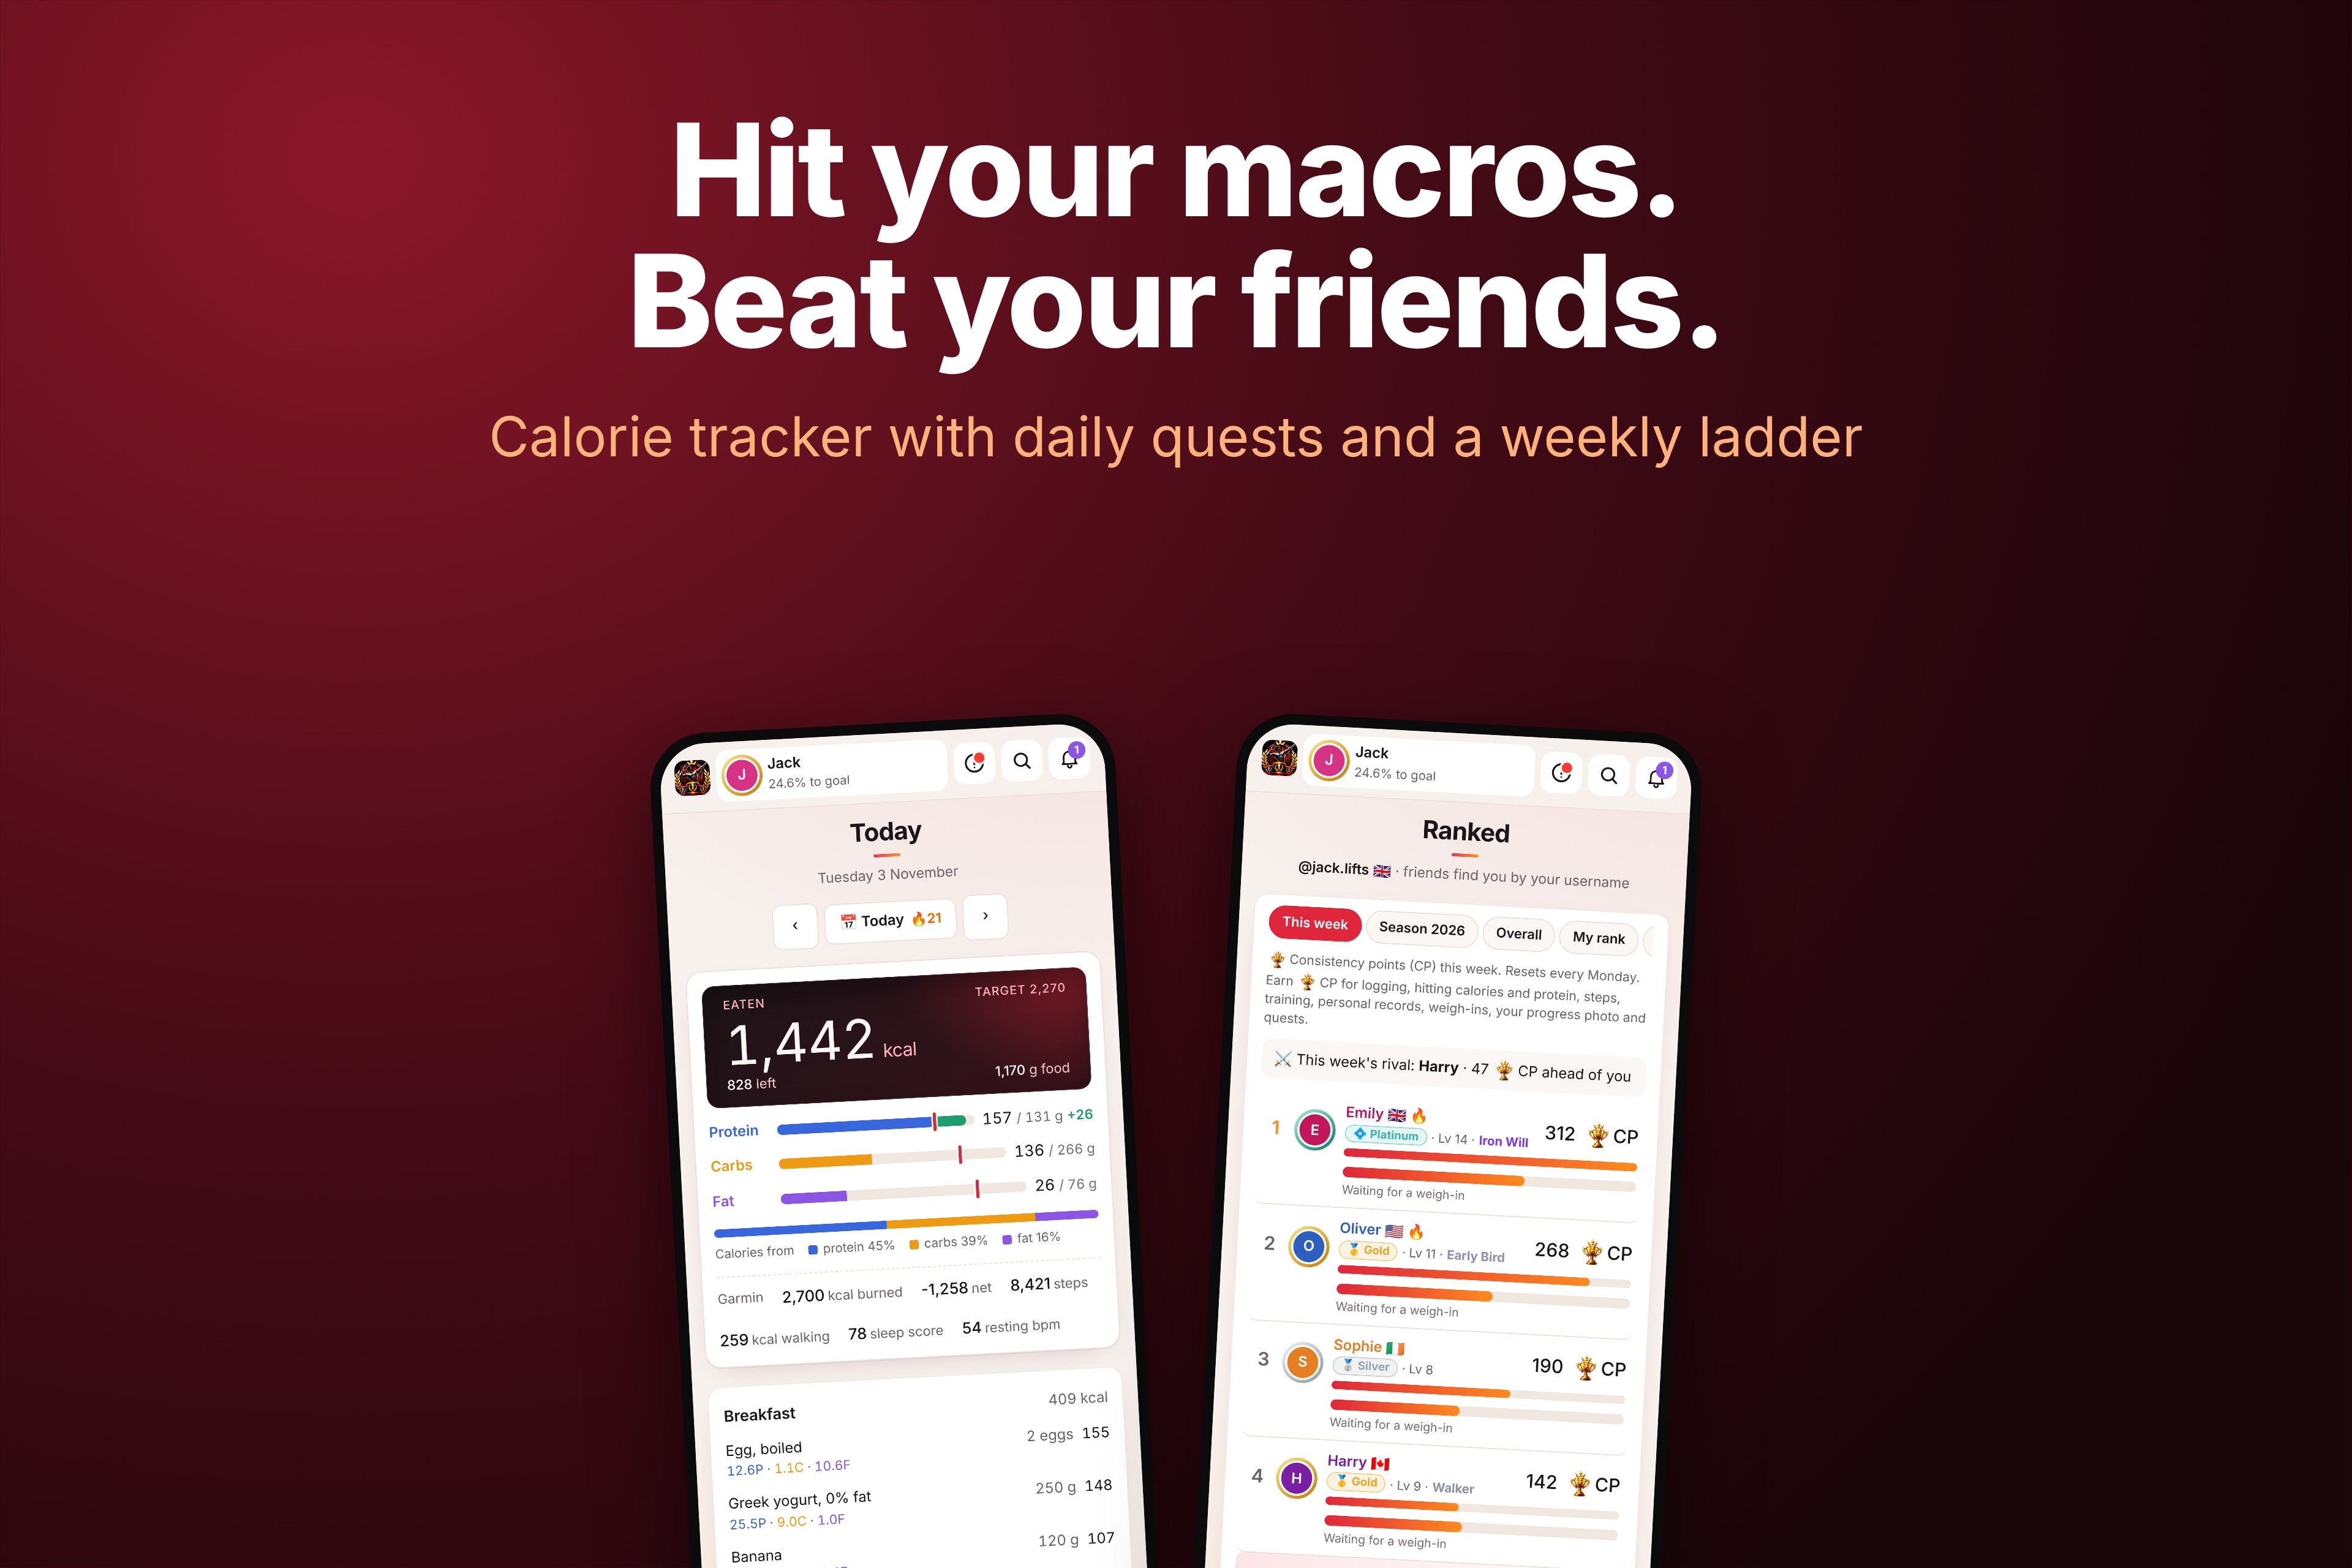 Hit your macros.
Beat your friends.
Calorie tracker with daily quests and a weekly ladder
J
Jack
24.6% to goal
1
Today
Tuesday 3 November
‹
📅 Today 🔥21
›
EATEN
TARGET 2,270
1,442 kcal
828 left
1,170 g food
Protein 157 / 131 g +26
Carbs 136 / 266 g
Fat 26 / 76 g
Calories from protein 45% carbs 39% fat 16%
Garmin 2,700 kcal burned -1,258 net 8,421 steps
259 kcal walking 78 sleep score 54 resting bpm
Breakfast 409 kcal
Egg, boiled 2 eggs 155
12.6P · 1.1C · 10.6F
Greek yogurt, 0% fat 250 g 148
25.5P · 9.0C · 1.0F
Banana 120 g 107
J
Jack
24.6% to goal
1
Ranked
@jack.lifts 🇬🇧 · friends find you by your username
This week
Season 2026
Overall
My rank
🏆 Consistency points (CP) this week. Resets every Monday.
Earn 🏆 CP for logging, hitting calories and protein, steps,
training, personal records, weigh-ins, your progress photo and
quests.
⚔️ This week's rival: Harry · 47 🏆 CP ahead of you
1 E Emily 🇬🇧 🔥
Platinum · Lv 14 · Iron Will 312 🏆 CP
Waiting for a weigh-in
2 O Oliver 🇺🇸 🔥
Gold · Lv 11 · Early Bird 268 🏆 CP
Waiting for a weigh-in
3 S Sophie 🇮🇪
Silver · Lv 8 190 🏆 CP
Waiting for a weigh-in
4 H Harry 🇨🇦
Gold · Lv 9 · Walker 142 🏆 CP
Waiting for a weigh-in